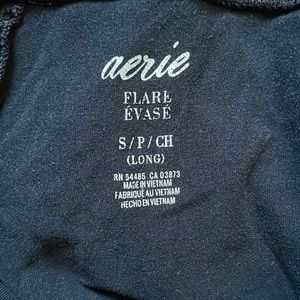 aerie
FLARE
ÉVASÉ
S/P/CH
(LONG)
RN 54485 CA 03873
MADE IN VIETNAM
FABRIQUÉ AU VIETNAM
HECHO EN VIETNAM